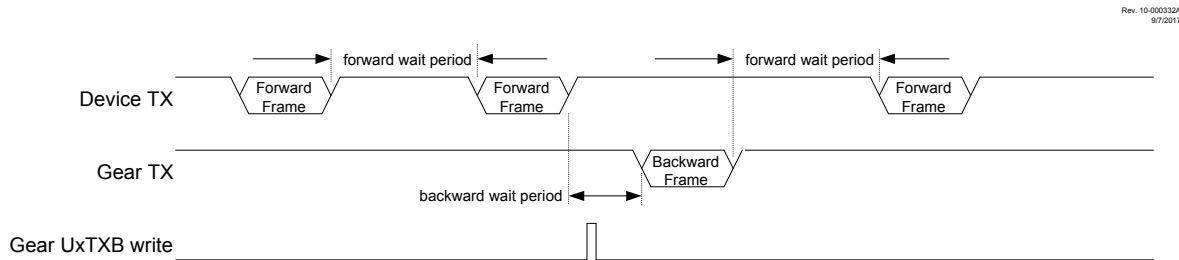 Rev. 10-000332A
9/7/2017
forward wait period
forward wait period
Device TX
Forward
Frame
Forward
Frame
Forward
Frame
Gear TX
Backward
Frame
backward wait period
Gear UxTXB write